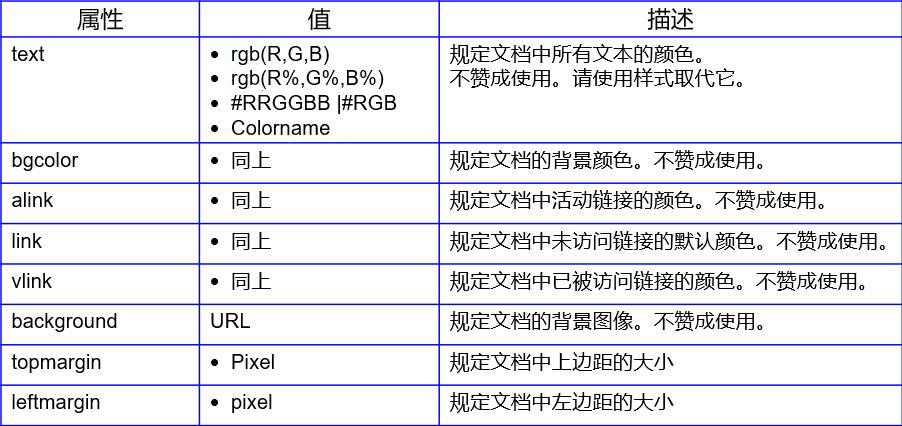 属性 值 描述
text • rgb(R,G,B) 规定文档中所有文本的颜色。
• rgb(R%,G%,B%) 不赞成使用。请使用样式取代它。
• #RRGGBB |#RGB
• Colorname
bgcolor • 同上 规定文档的背景颜色。不赞成使用。
alink • 同上 规定文档中活动链接的颜色。不赞成使用。
link • 同上 规定文档中未访问链接的默认颜色。不赞成使用。
vlink • 同上 规定文档中已被访问链接的颜色。不赞成使用。
background URL 规定文档的背景图像。不赞成使用。
topmargin • Pixel 规定文档中上边距的大小
leftmargin • pixel 规定文档中左边距的大小